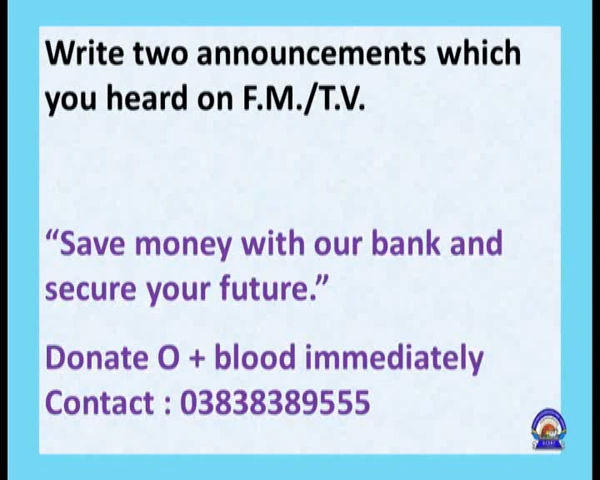 Write two announcements which
you heard on F.M./T.V.
“Save money with our bank and
secure your future.”
Donate O + blood immediately
Contact : 03838389555